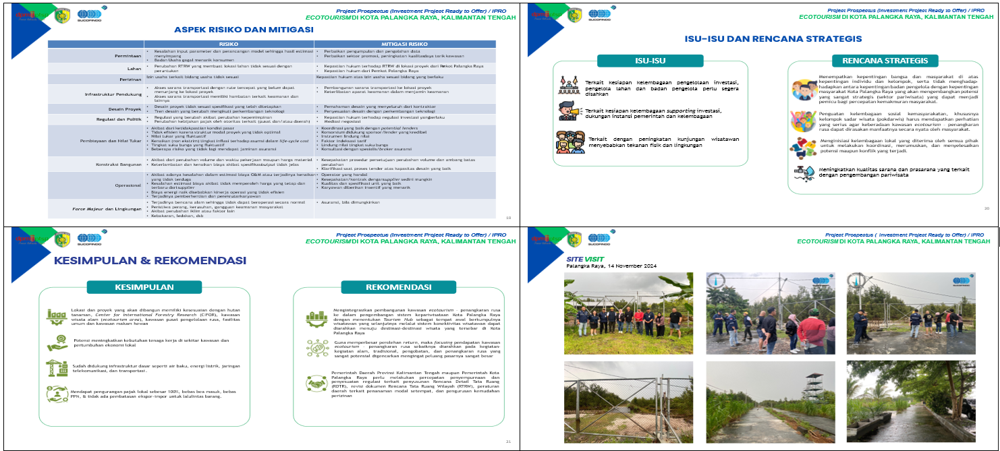 SUCOFINDO
Project Prospectus (Investment Project Ready to Offer) / IPRO
ECOTOURISM DI KOTA PALANGKA RAYA, KALIMANTAN TENGAH
ASPEK RISIKO DAN MITIGASI
RISIKO
MITIGASI RISIKO
Permintaan
• Kesalahan input parameter dan perancangan model sehingga hasil estimasi
menyimpang
• Badan Usaha gagal menarik konsumen
• Perbaikan pengumpulan dan pengolahan data
• Perbaikan sektor promosi, peningkatan kualitasdaya tarik kawasan
Lahan
• Perubahan RTRW yang membuat lokasi lahan tidak sesuai dengan
peruntukan
• Kepastian hukum terhadap RTRW di lokasi proyek dari Pemkot Palangka Raya
• Kepastian hukum dari Pemkot Palangka Raya
Perizinan
Izin usaha terkait bidang usaha tidak sesuai
Kepastian hukum atas izin usaha sesuai bidang yang berlaku
Infrastruktur Pendukung
• Akses sarana transportasi dengan rute tercepat yang belum dapat
menunjang ke lokasi proyek
• Akses sarana transportasi memiliki hambatan terkait keamanan dan
lainnya
• Pembangunan sarana transportasi ke lokasi proyek
• Keterlibatan aparat keamanan dalam menjamin keamanan
Desain Proyek
• Desain proyek tidak sesuai spesifikasi yang telah ditetapkan
• Tren desain yang berubah mengikuti perkembangan teknologi
• Pemahaman desain yang menyeluruh dari kontraktor
• Penyesuaian desain dengan perkembangan teknologi
Regulasi dan Politik
• Regulasi yang berubah akibat perubahan kepemimpinan
• Perubahan kebijakan pajak oleh otoritas terkait (pusat dan/atau daerah)
• Kepastian hukum terhadap regulasi investasi yangberlaku
• Mediasi negosiasi
Pembiayaan dan Nilai Tukar
• Akibat dari ketidakpastian kondisi pasar
• Tidak efisien karena struktur modal proyek yang tidak optimal
• Nilai tukar yang fluktuatif
• Kenaikan (non ekstrim) tingkat inflasi terhadap asumsi dalam life-cycle cost
• Tingkat suku bunga yang fluktuatif
• Beberapa risiko yang tidak lagi mendapat jaminan asuransi
• Koordinasi yang baik dengan potential lenders
• Konsorsium didukung sponsor/lender yang kredibel
• Instrumen lindung nilai
• Faktor indeksasi tarif
• Lindung nilai tingkat suku bunga
• Konsultasi dengan spesialis/broker asuransi
Konstruksi Bangunan
• Akibat dari perubahan volume dan waktu pekerjaan maupun harga material
• Keterlambatan dan kenaikan biaya akibat spesifikasioutput tidak jelas
• Kesepakatan prosedur persetujuan perubahan volume dan ambang batas
perubahan
• Klarifikasi saat proses tender atas kapasitas desain yang baik
Operasional
• Akibat adanya kesalahan dalam estimasi biaya O&M atau terjadinya kenaikan
yang tidak terduga
• Kesalahan estimasi biaya akibat tidak memperoleh harga yang tetap dan
terbaru darisupplier
• Biaya energi naik disebabkan kinerja operasi yang tidak efisien
• Terjadinya pemberhentian dan perekrutankaryawan
• Operator yang handal
• Kesepakatan/kontrak dengansupplier sedini mungkin
• Kualitas dan spesifikasi unit yang baik
• Karyawan diberikan insentif yang menarik
Force Majeur dan Lingkungan
• Terjadinya bencana alam sehingga tidak dapat beroperasi secara normal
• Peristiwa perang, kerusuhan, gangguan keamanan masyarakat
• Akibat perubahan iklim atau faktor lain
• Kebakaran, ledakan, dsb
• Asuransi, bila dimungkinkan
19
SUCOFINDO
Project Prospectus (Investment Project Ready to Offer) / IPRO
ECOTOURISM DI KOTA PALANGKA RAYA, KALIMANTAN TENGAH
ISU-ISU DAN RENCANA STRATEGIS
ISU-ISU
Terkait kesiapan kelembagaan pengelolaan investasi,
pengelola lahan dan badan pengelola perlu segera
disahkan
Terkait kesiapan kelembagaan supporting investasi,
dukungan instansi pemerintah dan kelembagaan
Terkait dengan peningkatan kunjungan wisatawan
menyebabkan tekanan fisik dan lingkungan
RENCANA STRATEGIS
Menempatkan kepentingan bangsa dan masyarakat di atas
kepentingan individu dan kelompok, serta tidak menghadap-
hadapkan antara kepentingan badan pengelola dengan kepentingan
masyarakat Kota Palangka Raya yang akan mengembangkan potensi
yang sangat strategis (sektor pariwisata) yang dapat menjadi
pemicu bagi percepatan kemakmuran masyarakat.
Penguatan kelembagaan sosial kemasyarakatan, khususnya
kelompok sadar wisata (pokdarwis) harus mendapatkan perhatian
yang serius agar keberadaan kawasan ecotourism - penangkaran
rusa dapat dirasakan manfaatnya secara nyata oleh masyarakat.
Menginisiasi kelembagaan lokal yang diterima oleh semua pihak
untuk melakukan koordinasi, merumuskan, dan menyelesaikan
potensi maupun konflik yang terjadi.
Meningkatkan kualitas sarana dan prasarana yang terkait
dengan pengembangan pariwisata
20
SUCOFINDO
Project Prospectus (Investment Project Ready to Offer) / IPRO
ECOTOURISM DI KOTA PALANGKA RAYA, KALIMANTAN TENGAH
KESIMPULAN & REKOMENDASI
KESIMPULAN
Lokasi dan proyek yang akan dibangun memiliki kesesuaian dengan hutan
tanaman, Center for International Forestry Research (CIFOR), kawasan
wisata alam (ecotourism area), kawasan pusat pengelolaan rusa, fasilitas
umum dan kawasan makam hewan
Potensi meningkatkan kebutuhan tenaga kerja di sekitar kawasan dan
pertumbuhan ekonomi lokal
Sudah didukung infrastruktur dasar seperti air baku, energi listrik, jaringan
telekomunikasi, dan transportasi.
Mendapat pengurangan pajak lokal sebesar 100%, bebas bea masuk, bebas
PPN, & tidak ada pembatasan ekspor-impor untuk lalulintas barang.
REKOMENDASI
Mengintegrasikan pembangunan kawasan ecotourism - penangkaran rusa
ke dalam pengembangan sistem kepariwisataan Kota Palangka Raya
dengan menentukan Tourism Hub sebagai tempat awal berkumpulnya
wisatawan yang selanjutnya melalui sistem konektivitas wisatawan dapat
diarahkan menuju destinasi-destinasi wisata yang tersebar di Kota
Palangka Raya
Guna memperbesar perolehan return, maka focusing pendapatan kawasan
ecotourism - penangkaran rusa sebaiknya diarahkan pada kegiatan-
kegiatan alam, tradisional, pengobatan, dan penangkaran rusa yang
sangat potensial digencarkan mengingat peluang pasarnya sangat besar
Pemerintah Daerah Provinsi Kalimantan Tengah maupun Pemerintah Kota
Palangka Raya perlu melakukan percepatan penyempurnaan dan
penyesuaian regulasi terkait penyusunan Rencana Detail Tata Ruang
(RDTR), revisi dokumen Rencana Tata Ruang Wilayah (RTRW), peraturan
daerah terkait penanaman modal setempat, dan pengurusan kemudahan
perizinan
21
SUCOFINDO
Project Prospectus ( Investment Project Ready to Offer) / IPRO
ECOTOURISM DI KOTA PALANGKA RAYA, KALIMANTAN TENGAH
SITE VISIT
Palangka Raya, 14 November 2024